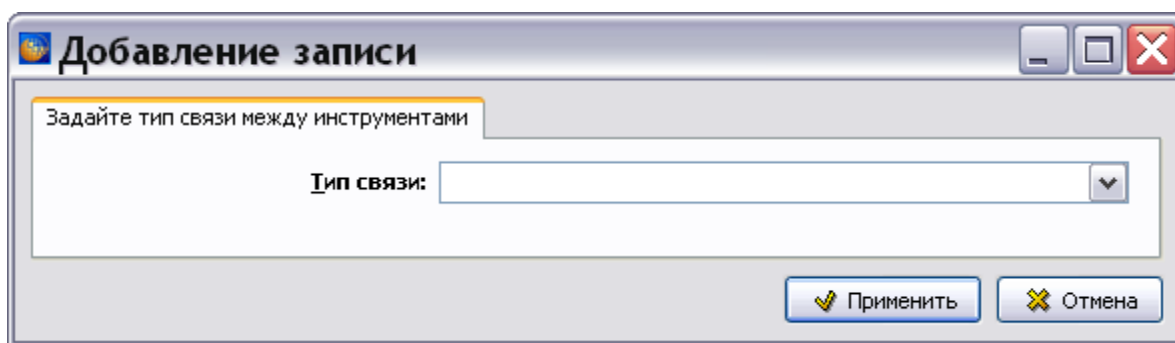 Добавление записи
Задайте тип связи между инструментами
Тип связи:
Применить
Отмена